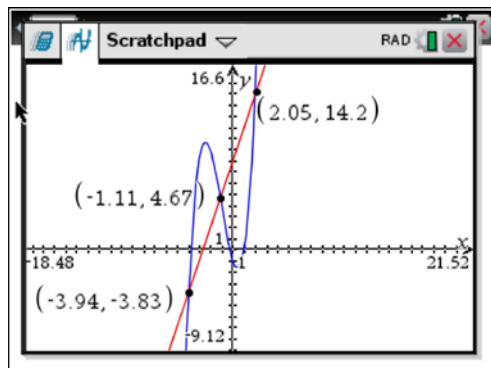 Scratchpad RAD
16.6 y
(2.05, 14.2)
(-1.11, 4.67)
1
x
-18.48 1 21.52
(-3.94, -3.83)
-9.12